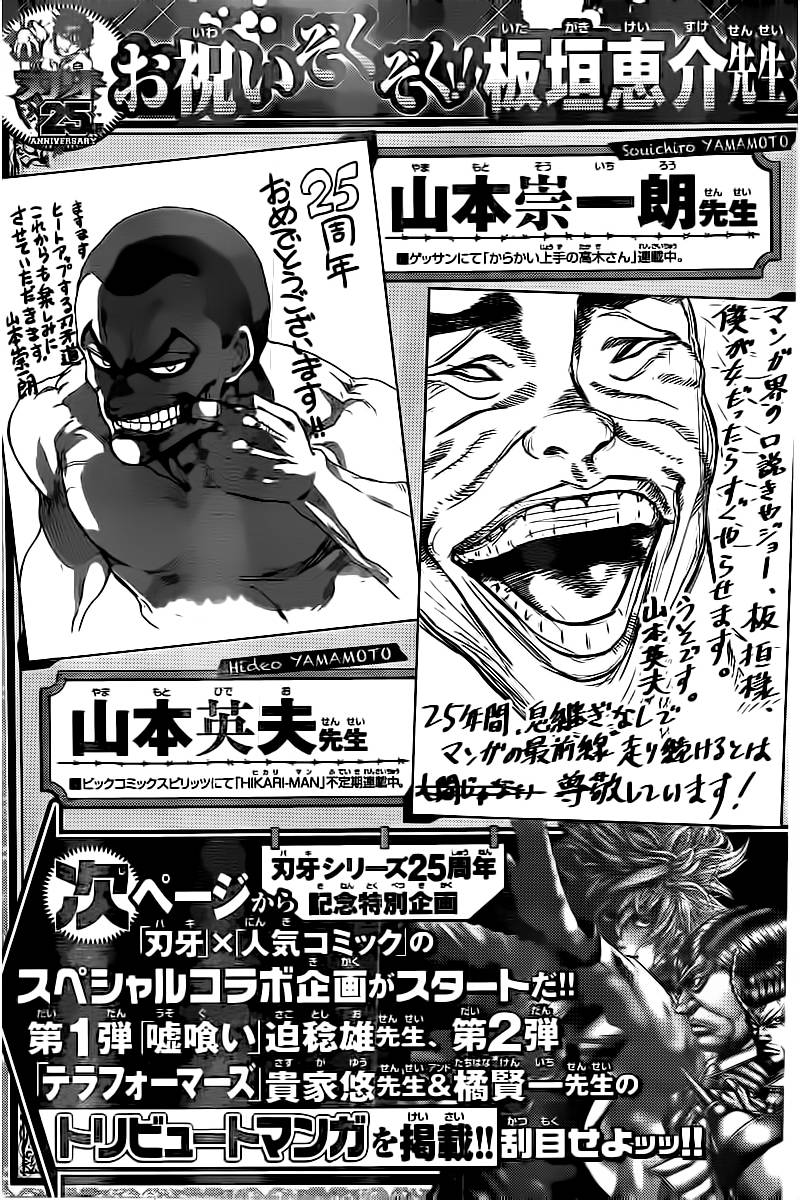 刃牙
25
ANNIVERSARY
お祝いぞくぞく!!板垣恵介先生
Souichiro YAMAMOTO
山本崇一朗先生
■ゲッサンにて「からかい上手の高木さん」連載中。
25周年
おめでとうございます!!
ますます
ヒートアップする刃牙道
これからも楽しみに
させていただきます
山本崇一朗
マンガ界の口説きやジョー、板垣様、
僕が女だったらすぐやらせます。
うそです。
山本英夫
25年間、息継ぎなしで
マンガの最前線走り続けるとは
人間じゃない 尊敬しています!
Hideo YAMAMOTO
山本英夫先生
■ビックコミックスピリッツにて「HIKARI-MAN」不定期連載中。
次ページから
刃牙シリーズ25周年
記念特別企画
「刃牙」×「人気コミック」の
スペシャルコラボ企画がスタートだ!!
第1弾「嘘喰い」迫稔雄先生、第2弾
「テラフォーマーズ」貴家悠先生&橘賢一先生の
トリビュートマンガを掲載!!刮目せよッッ!!